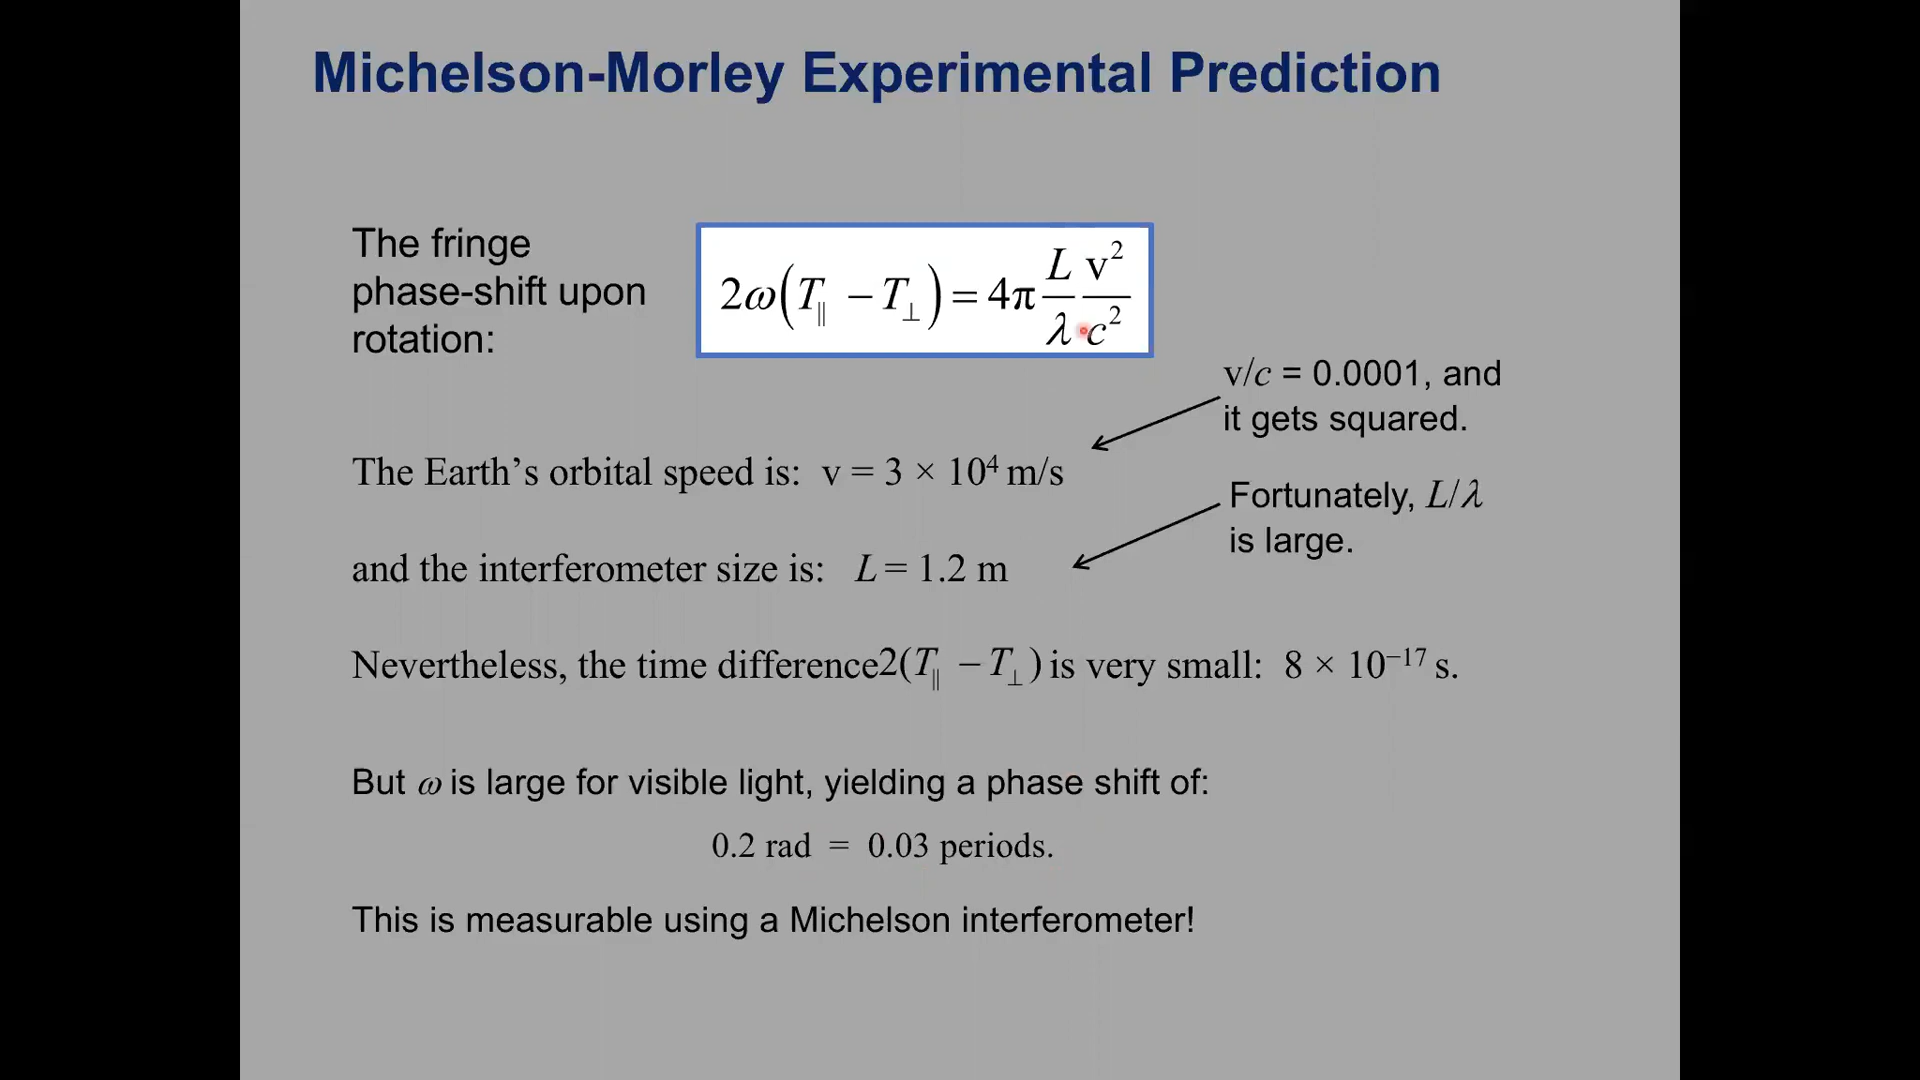 Michelson-Morley Experimental Prediction
The fringe
phase-shift upon
rotation:
2ω(T∥ − T⊥) = 4π L/λ v²/c²
v/c = 0.0001, and
it gets squared.
The Earth’s orbital speed is: v = 3 × 10⁴ m/s
Fortunately, L/λ
is large.
and the interferometer size is: L = 1.2 m
Nevertheless, the time difference 2(T∥ − T⊥) is very small: 8 × 10⁻¹⁷ s.
But ω is large for visible light, yielding a phase shift of:
0.2 rad = 0.03 periods.
This is measurable using a Michelson interferometer!